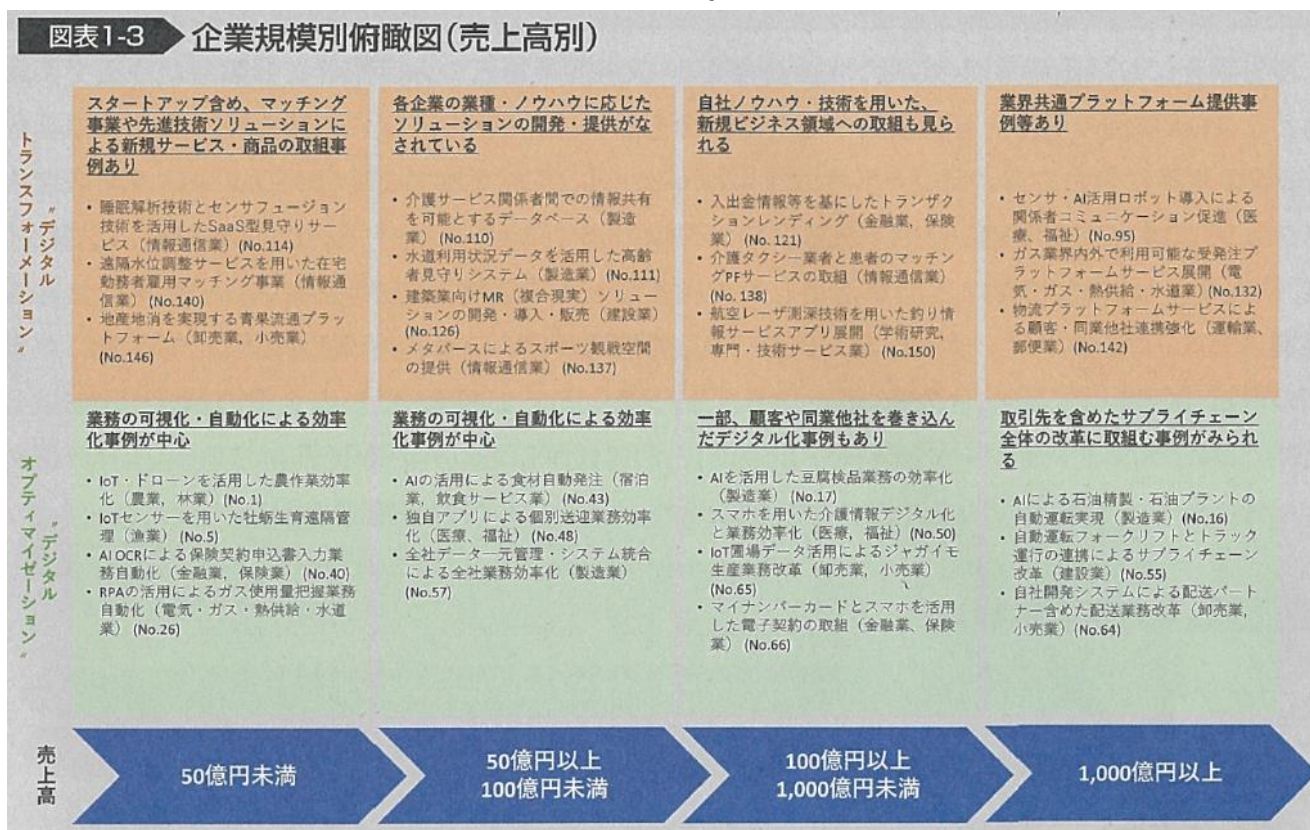 図表1-3
企業規模別俯瞰図(売上高別)
"デジタル
トランスフォーメーション"
スタートアップ含め、マッチング
事業や先進技術ソリューションに
よる新規サービス・商品の取組事
例あり
• 睡眠解析技術とセンサフュージョン
技術を活用したSaaS型見守りサー
ビス(情報通信業)(No.114)
• 遠隔水位調整サービスを用いた在宅
勤務者雇用マッチング事業(情報通
信業)(No.140)
• 地産地消を実現する青果流通プラッ
トフォーム(卸売業,小売業)
(No.146)
各企業の業種・ノウハウに応じた
ソリューションの開発・提供がな
されている
• 介護サービス関係者間での情報共有
を可能とするデータベース(製造
業)(No.110)
• 水道利用状況データを活用した高齢
者見守りシステム(製造業)(No.111)
• 建築業向けMR(複合現実)ソリュー
ションの開発・導入・販売(建設業)
(No.126)
• メタバースによるスポーツ観戦空間
の提供(情報通信業)(No.137)
自社ノウハウ・技術を用いた、
新規ビジネス領域への取組も見ら
れる
• 入出金情報等を基にしたトランザク
ションレンディング(金融業,保険
業)(No. 121)
• 介護タクシー業者と患者のマッチン
グPFサービスの取組(情報通信業)
(No. 138)
• 航空レーザ測深技術を用いた釣り情
報サービスアプリ展開(学術研究,
専門・技術サービス業)(No.150)
業界共通プラットフォーム提供事
例等あり
• センサ・AI活用ロボット導入による
関係者コミュニケーション促進(医
療、福祉)(No.95)
• ガス業界内外で利用可能な受発注プ
ラットフォームサービス展開(電
気・ガス・熱供給・水道業)(No.132)
• 物流プラットフォームサービスによ
る顧客・同業他社連携強化(運輸業、
郵便業)(No.142)
"デジタル
オプティマイゼーション"
業務の可視化・自動化による効率
化事例が中心
• IoT・ドローンを活用した農作業効率
化(農業,林業)(No.1)
• IoTセンサーを用いた牡蛎生育遠隔管
理(漁業)(No.5)
• AI OCRによる保険契約申込書入力業
務自動化(金融業,保険業)(No.40)
• RPAの活用によるガス使用量把握業務
自動化(電気・ガス・熱供給・水道
業)(No.26)
業務の可視化・自動化による効率
化事例が中心
• AIの活用による食材自動発注(宿泊
業,飲食サービス業)(No.43)
• 独自アプリによる個別送迎業務効率
化(医療、福祉)(No.48)
• 全社データ一元管理・システム統合
による全社業務効率化(製造業)
(No.57)
一部、顧客や同業他社を巻き込ん
だデジタル化事例もあり
• AIを活用した豆腐検品業務の効率化
(製造業)(No.17)
• スマホを用いた介護情報デジタル化
と業務効率化(医療,福祉)(No.50)
• IoT圃場データ活用によるジャガイモ
生産業務改革(卸売業,小売業)
(No.65)
• マイナンバーカードとスマホを活用
した電子契約の取組(金融業、保険
業)(No.66)
取引先を含めたサプライチェーン
全体の改革に取組む事例がみられ
る
• AIによる石油精製・石油プラントの
自動運転実現(製造業)(No.16)
• 自動運転フォークリフトとトラック
運行の連携によるサプライチェーン
改革(建設業)(No.55)
• 自社開発システムによる配送パート
ナー含めた配送業務改革(卸売業,
小売業)(No.64)
売上高
50億円未満
50億円以上
100億円未満
100億円以上
1,000億円未満
1,000億円以上